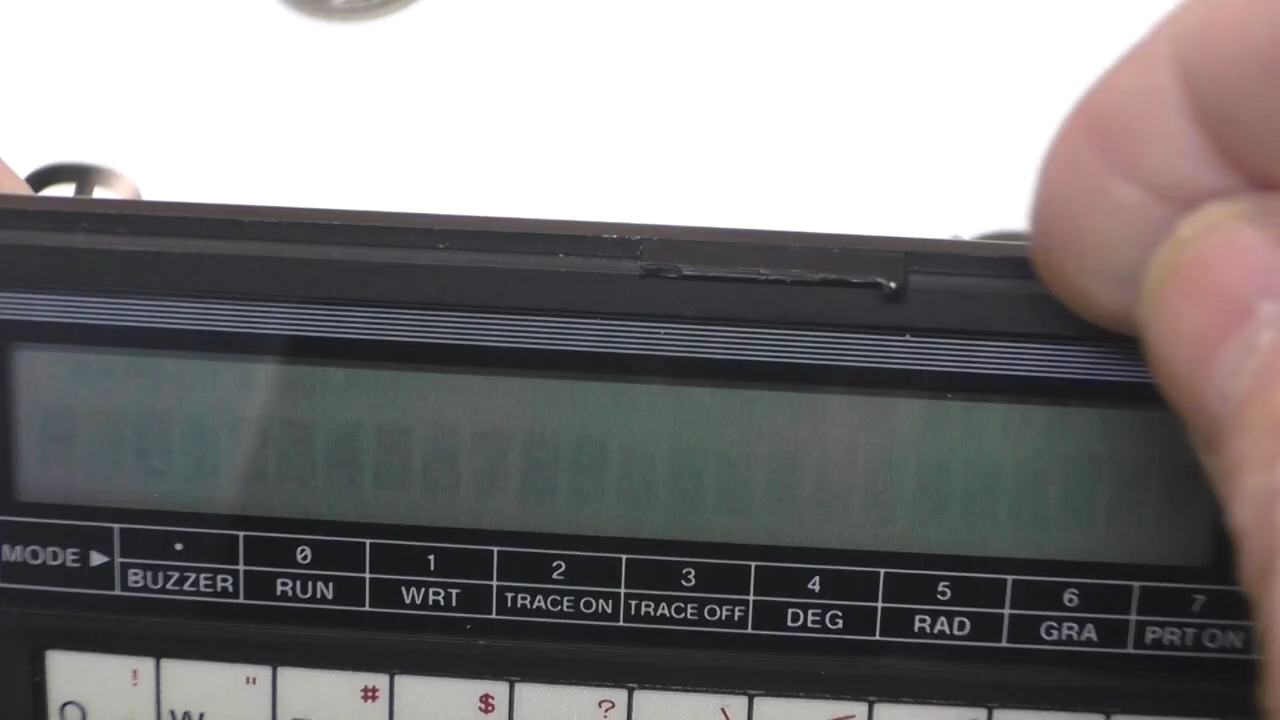 MODE ▶ • 0 1 2 3 4 5 6 7
BUZZER RUN WRT TRACE ON TRACE OFF DEG RAD GRA PRT ON
! " # $ ? \
Q W